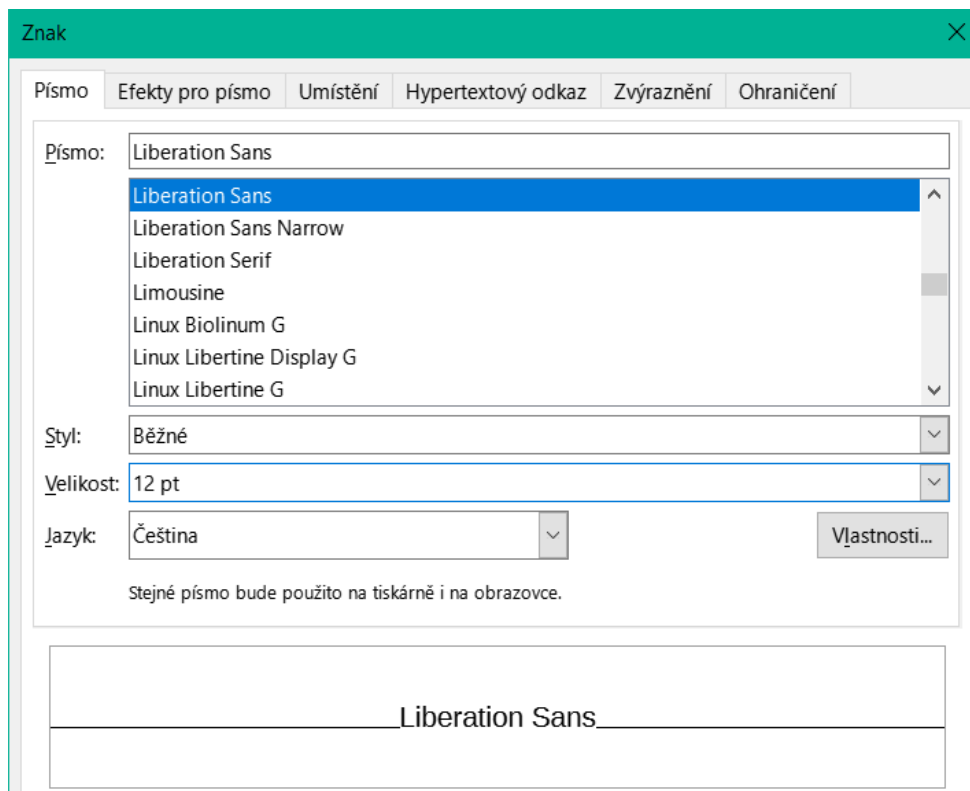 Znak
Písmo Efekty pro písmo Umístění Hypertextový odkaz Zvýraznění Ohraničení
Písmo: Liberation Sans
Liberation Sans
Liberation Sans Narrow
Liberation Serif
Limousine
Linux Biolinum G
Linux Libertine Display G
Linux Libertine G
Styl: Běžné
Velikost: 12 pt
Jazyk: Čeština Vlastnosti...
Stejné písmo bude použito na tiskárně i na obrazovce.
Liberation Sans